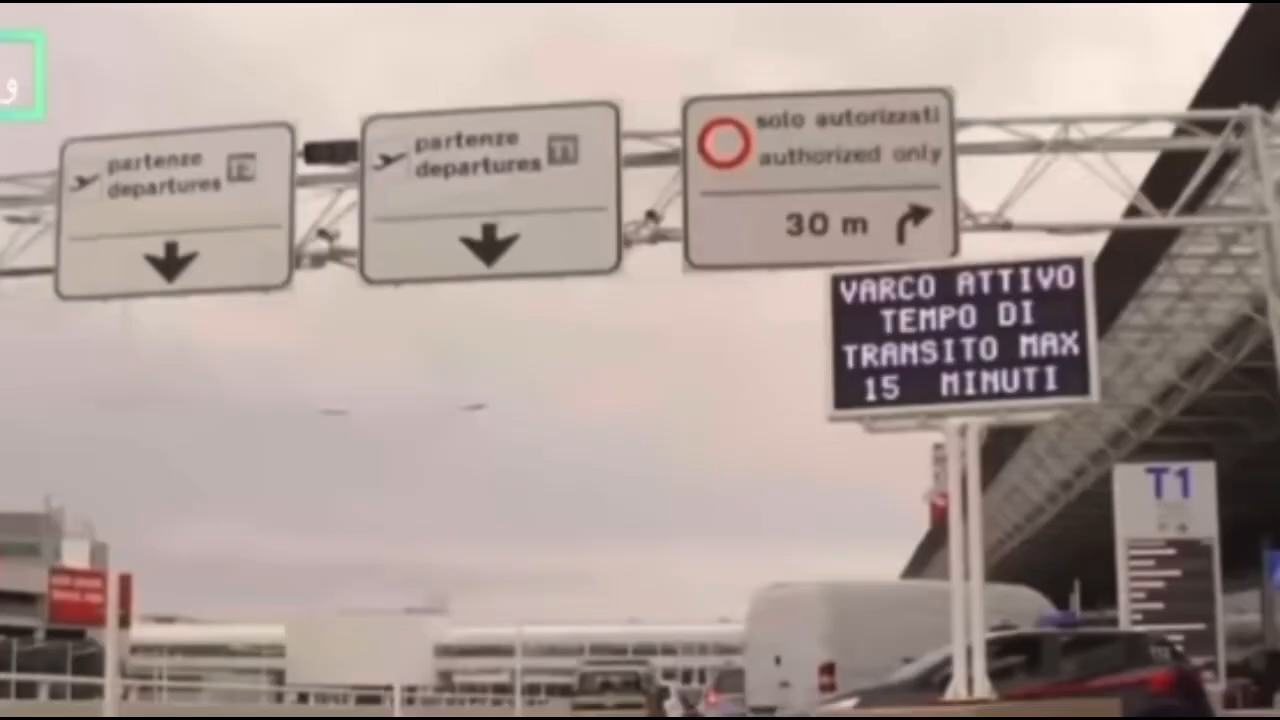 و
partenze
departures
partenze
departures
solo autorizzati
authorized only
30 m
VARCO ATTIVO
TEMPO DI
TRANSITO MAX
15 MINUTI
T1